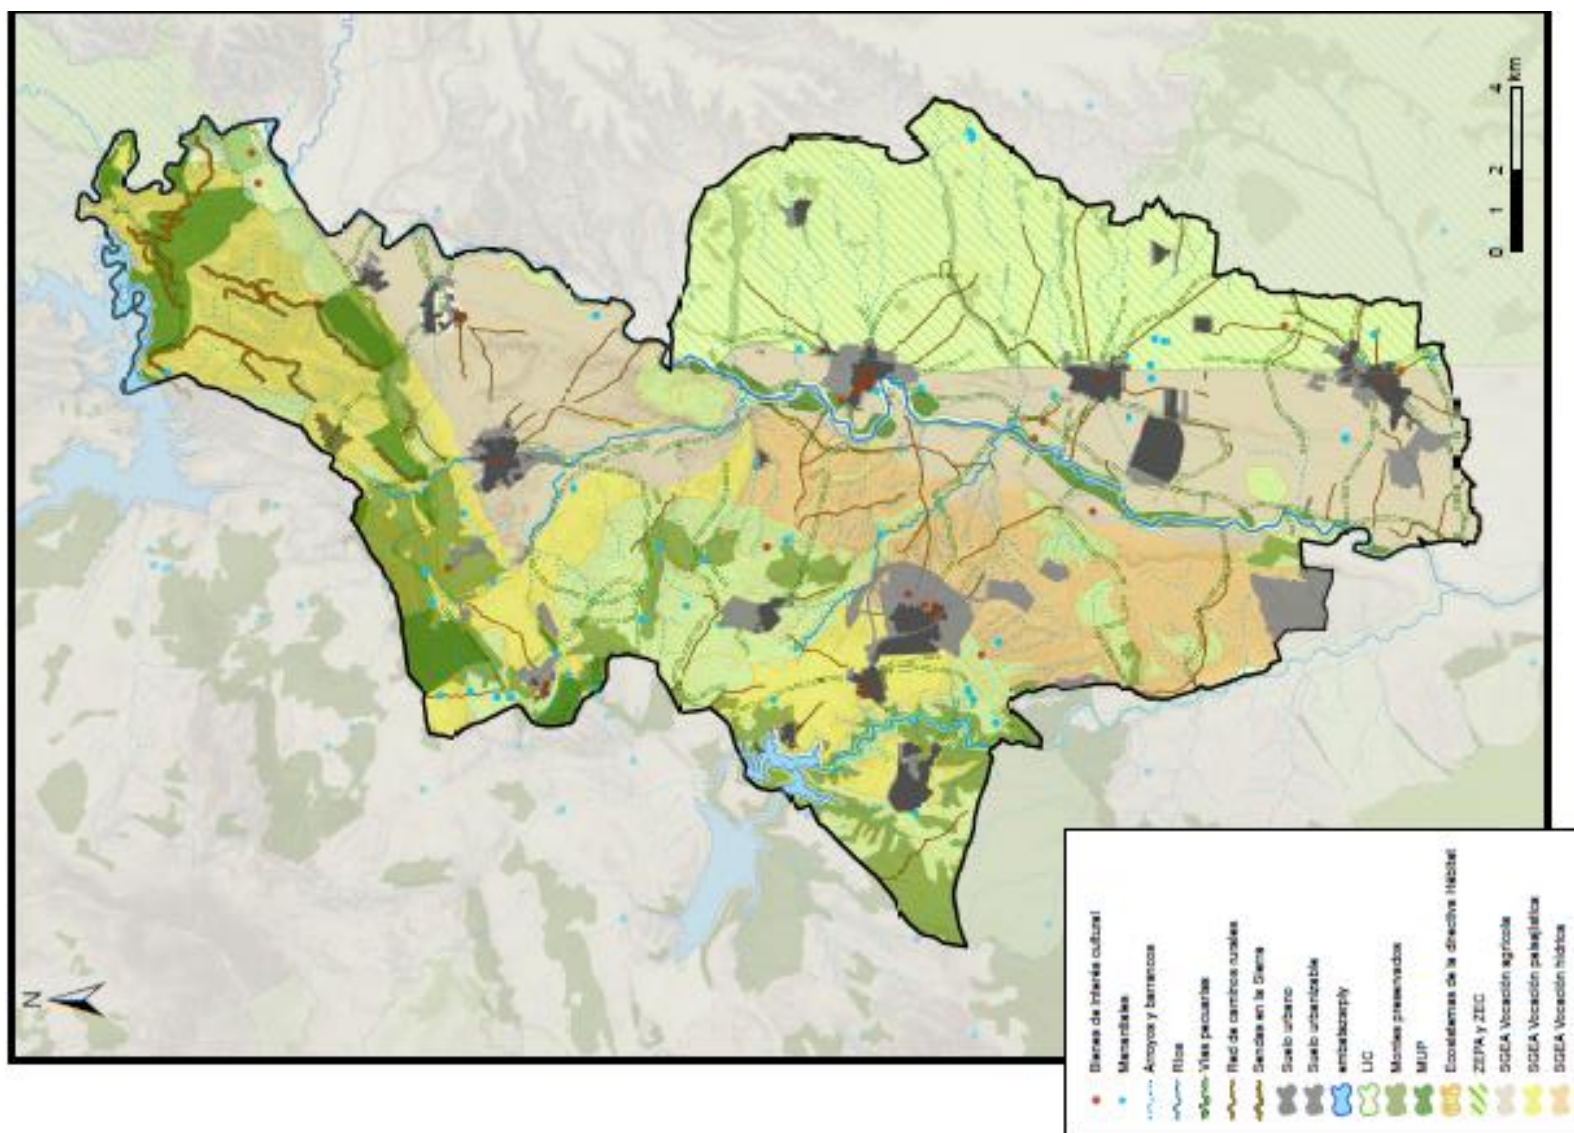 N
0 1 2 4
km
Bienes de Interés cultural
Manantiales
Arroyos y barrancos
Ríos
Vías pecuarias
Red de caminos rurales
Sendas en la Sierra
Suelo urbano
Suelo urbanizable
embalsezarply
LIC
Montes preservados
MUP
Ecosistemas de la directiva Hábitat
ZEPA y ZEC
SGEA Vocación agrícola
SGEA Vocación paisajística
SGEA Vocación hídrica